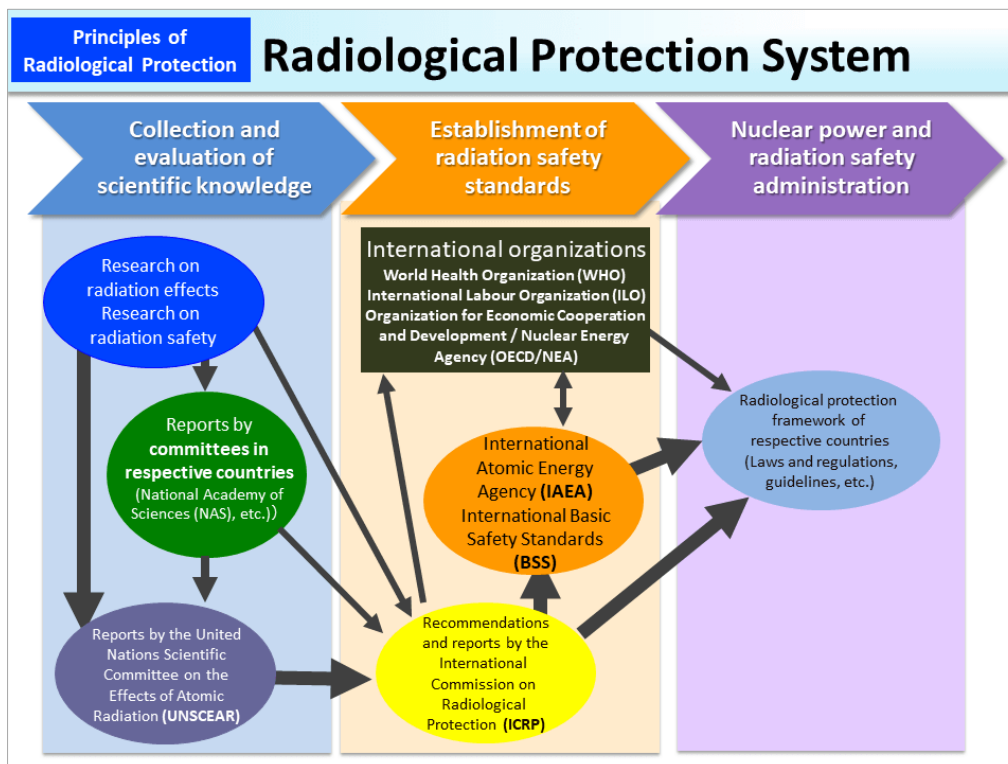 Principles of
Radiological Protection
Radiological Protection System
Collection and
evaluation of
scientific knowledge
Establishment of
radiation safety
standards
Nuclear power and
radiation safety
administration
Research on
radiation effects
Research on
radiation safety
Reports by
committees in
respective countries
(National Academy of
Sciences (NAS), etc.)）
Reports by the United
Nations Scientific
Committee on the
Effects of Atomic
Radiation (UNSCEAR)
International organizations
World Health Organization (WHO)
International Labour Organization (ILO)
Organization for Economic Cooperation
and Development / Nuclear Energy
Agency (OECD/NEA)
International
Atomic Energy
Agency (IAEA)
International Basic
Safety Standards
(BSS)
Recommendations
and reports by the
International
Commission on
Radiological
Protection (ICRP)
Radiological protection
framework of
respective countries
(Laws and regulations,
guidelines, etc.)